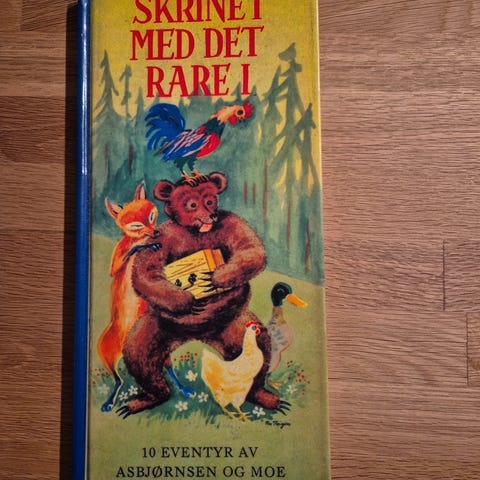 SKRINET
MED DET
RARE I
10 EVENTYR AV
ASBJØRNSEN OG MOE